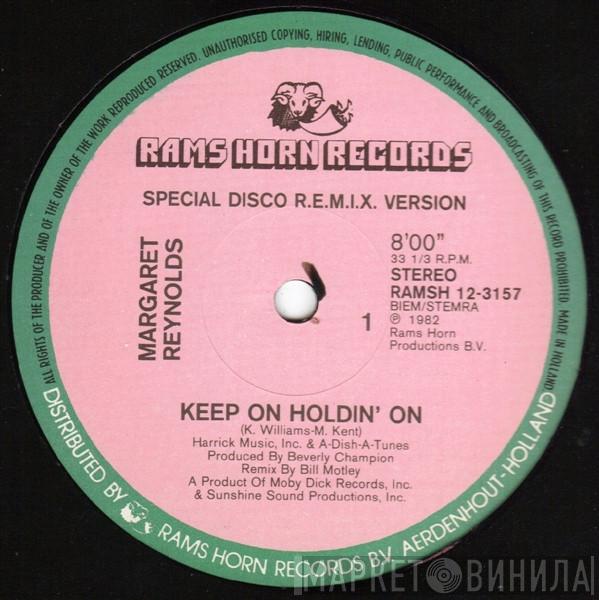 ALL RIGHTS OF THE PRODUCER AND OF THE OWNER OF THE WORK REPRODUCED RESERVED. UNAUTHORISED COPYING, HIRING, LENDING, PUBLIC PERFORMANCE AND BROADCASTING OF THIS RECORD PROHIBITED. MADE IN HOLLAND
RAMS HORN RECORDS
SPECIAL DISCO R.E.M.I.X. VERSION
MARGARET
REYNOLDS
8'00"
33 1/3 R.P.M.
STEREO
RAMSH 12-3157
BIEM/STEMRA
℗ 1982
Rams Horn
Productions B.V.
1
KEEP ON HOLDIN' ON
(K. Williams-M. Kent)
Harrick Music, Inc. & A-Dish-A-Tunes
Produced By Beverly Champion
Remix By Bill Motley
A Product Of Moby Dick Records, Inc.
& Sunshine Sound Productions, Inc.
DISTRIBUTED BY RAMS HORN RECORDS BV. AERDENHOUT-HOLLAND
МАРКЕТ ВИНИЛА